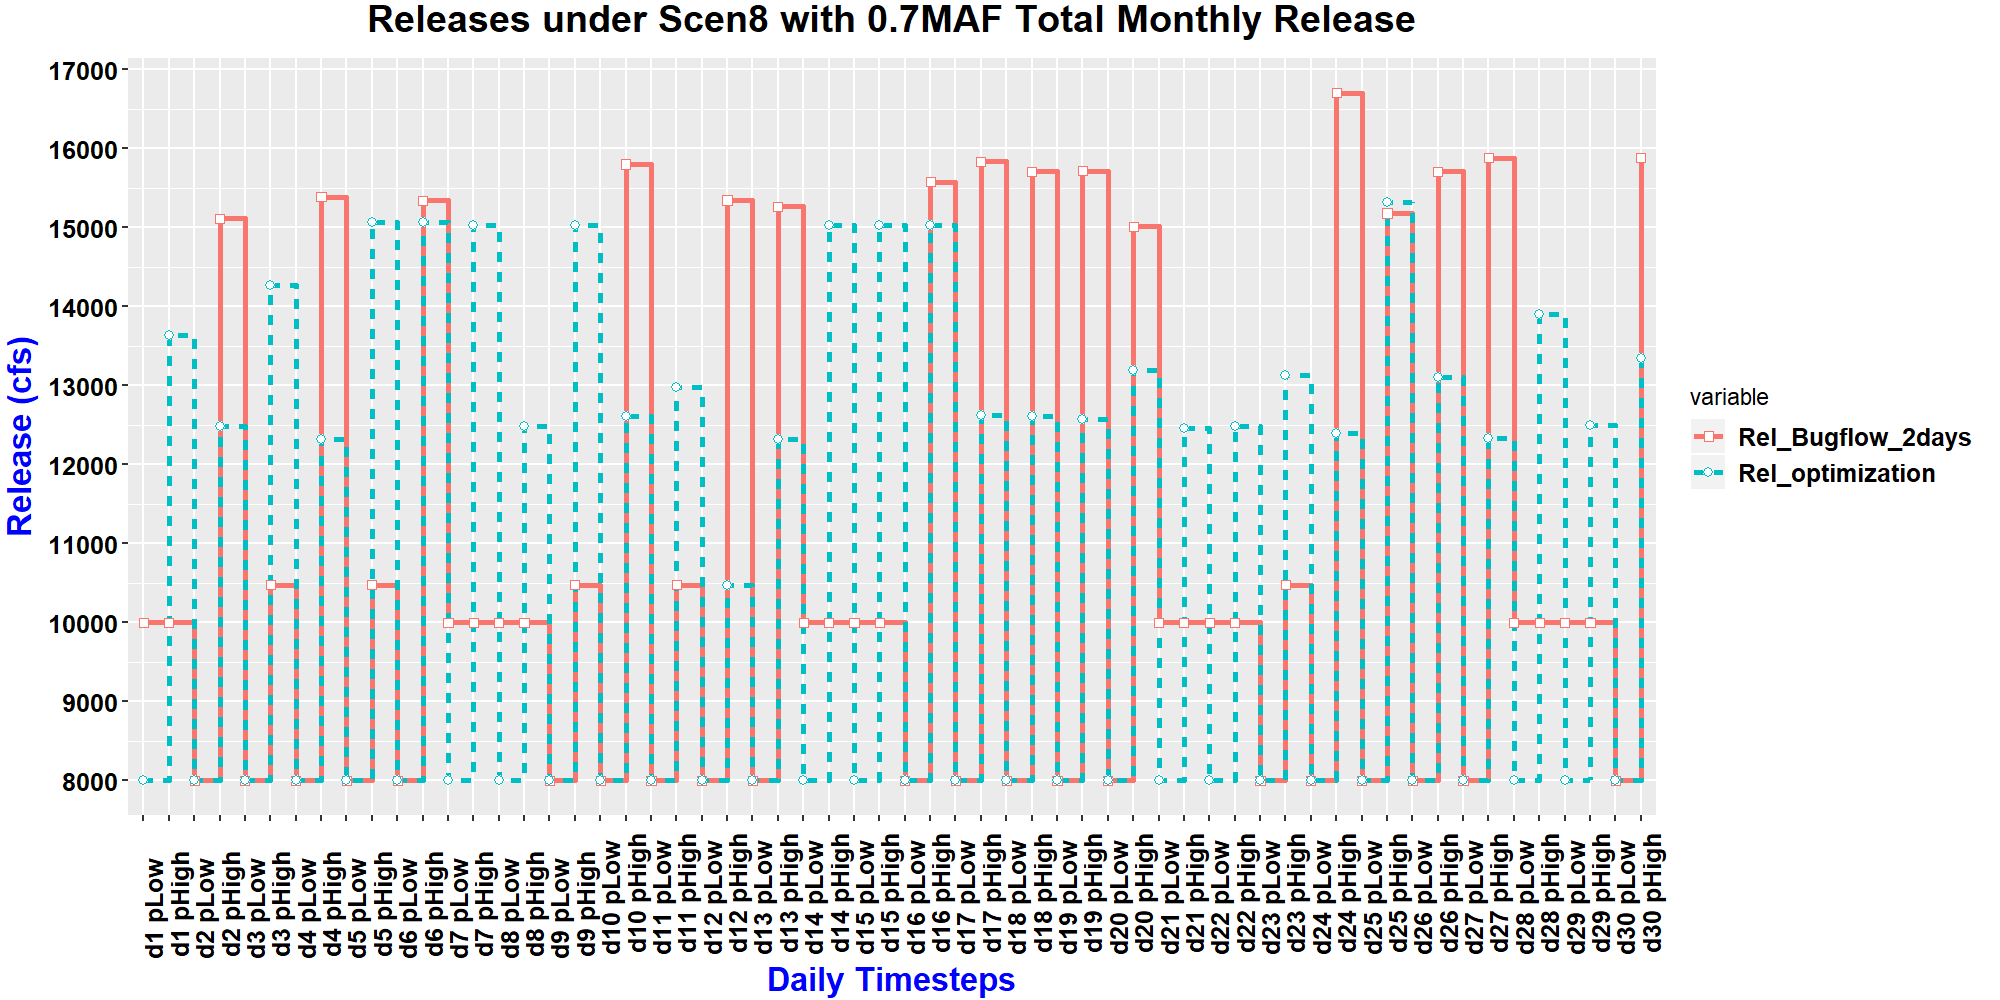 Releases under Scen8 with 0.7MAF Total Monthly Release
17000
16000
15000
14000
13000
12000
11000
10000
9000
8000
Release (cfs)
d1 pLow
d1 pHigh
d2 pLow
d2 pHigh
d3 pLow
d3 pHigh
d4 pLow
d4 pHigh
d5 pLow
d5 pHigh
d6 pLow
d6 pHigh
d7 pLow
d7 pHigh
d8 pLow
d8 pHigh
d9 pLow
d9 pHigh
d10 pLow
d10 pHigh
d11 pLow
d11 pHigh
d12 pLow
d12 pHigh
d13 pLow
d13 pHigh
d14 pLow
d14 pHigh
d15 pLow
d15 pHigh
d16 pLow
d16 pHigh
d17 pLow
d17 pHigh
d18 pLow
d18 pHigh
d19 pLow
d19 pHigh
d20 pLow
d20 pHigh
d21 pLow
d21 pHigh
d22 pLow
d22 pHigh
d23 pLow
d23 pHigh
d24 pLow
d24 pHigh
d25 pLow
d25 pHigh
d26 pLow
d26 pHigh
d27 pLow
d27 pHigh
d28 pLow
d28 pHigh
d29 pLow
d29 pHigh
d30 pLow
d30 pHigh
Daily Timesteps
variable
Rel_Bugflow_2days
Rel_optimization